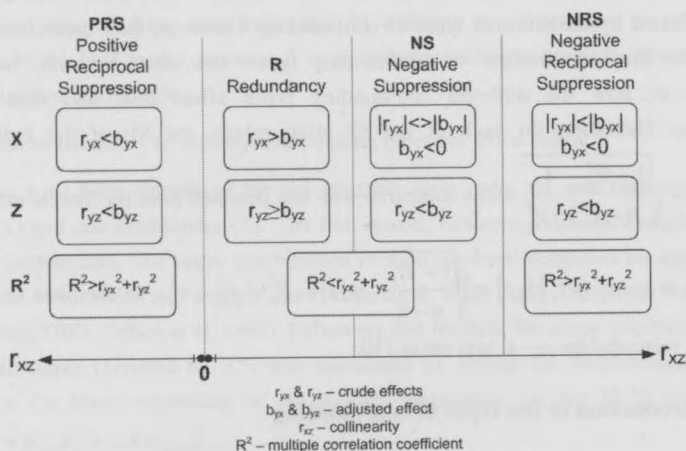 PRS
Positive
Reciprocal
Suppression
R
Redundancy
NS
Negative
Suppression
NRS
Negative
Reciprocal
Suppression
X
r_yx<b_yx
r_yx>b_yx
|r_yx|<>|b_yx|
b_yx<0
|r_yx|<|b_yx|
b_yx<0
Z
r_yz<b_yz
r_yz≥b_yz
r_yz<b_yz
r_yz<b_yz
R²
R²>r_yx²+r_yz²
R²<r_yx²+r_yz²
R²>r_yx²+r_yz²
r_xz
0
r_xz
r_yx & r_yz – crude effects
b_yx & b_yz – adjusted effect
r_xz – collinearity
R² – multiple correlation coefficient